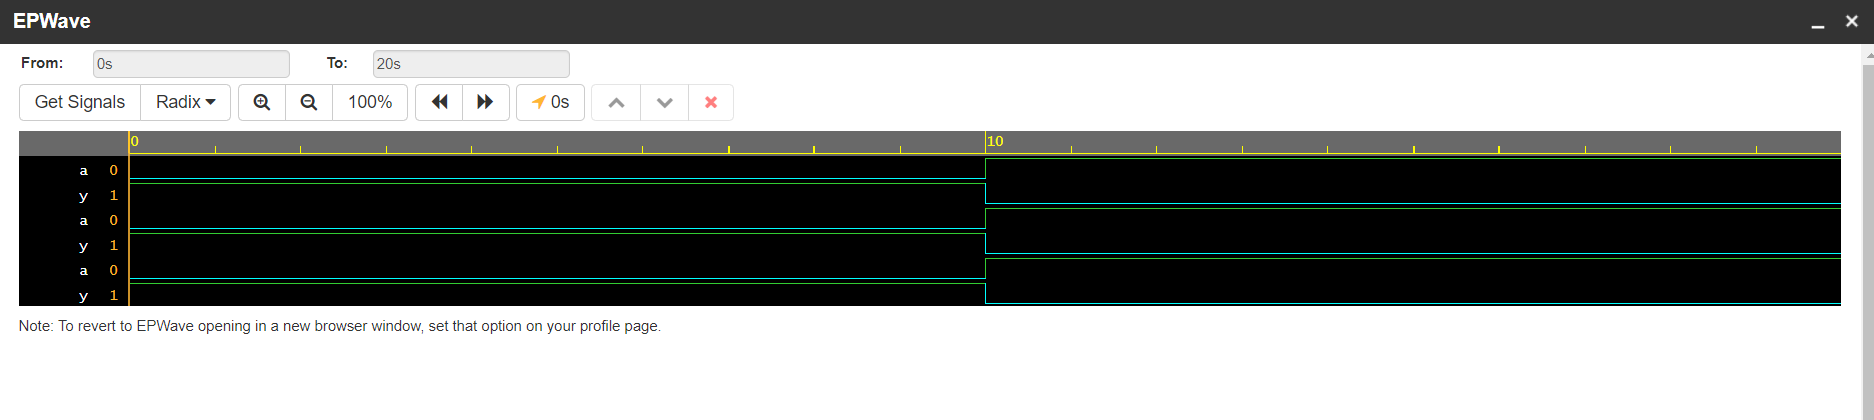 EPWave
From: 0s To: 20s
Get Signals Radix 100% 0s
0 10
a 0
y 1
a 0
y 1
a 0
y 1
Note: To revert to EPWave opening in a new browser window, set that option on your profile page.